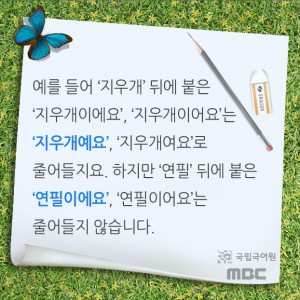 예를 들어 ‘지우개’ 뒤에 붙은
‘지우개이에요’, ‘지우개이어요’는
‘지우개예요’, ‘지우개여요’로
줄어들지요. 하지만 ‘연필’ 뒤에 붙은
‘연필이에요’, ‘연필이어요’는
줄어들지 않습니다.
ERASER
국립국어원
MBC